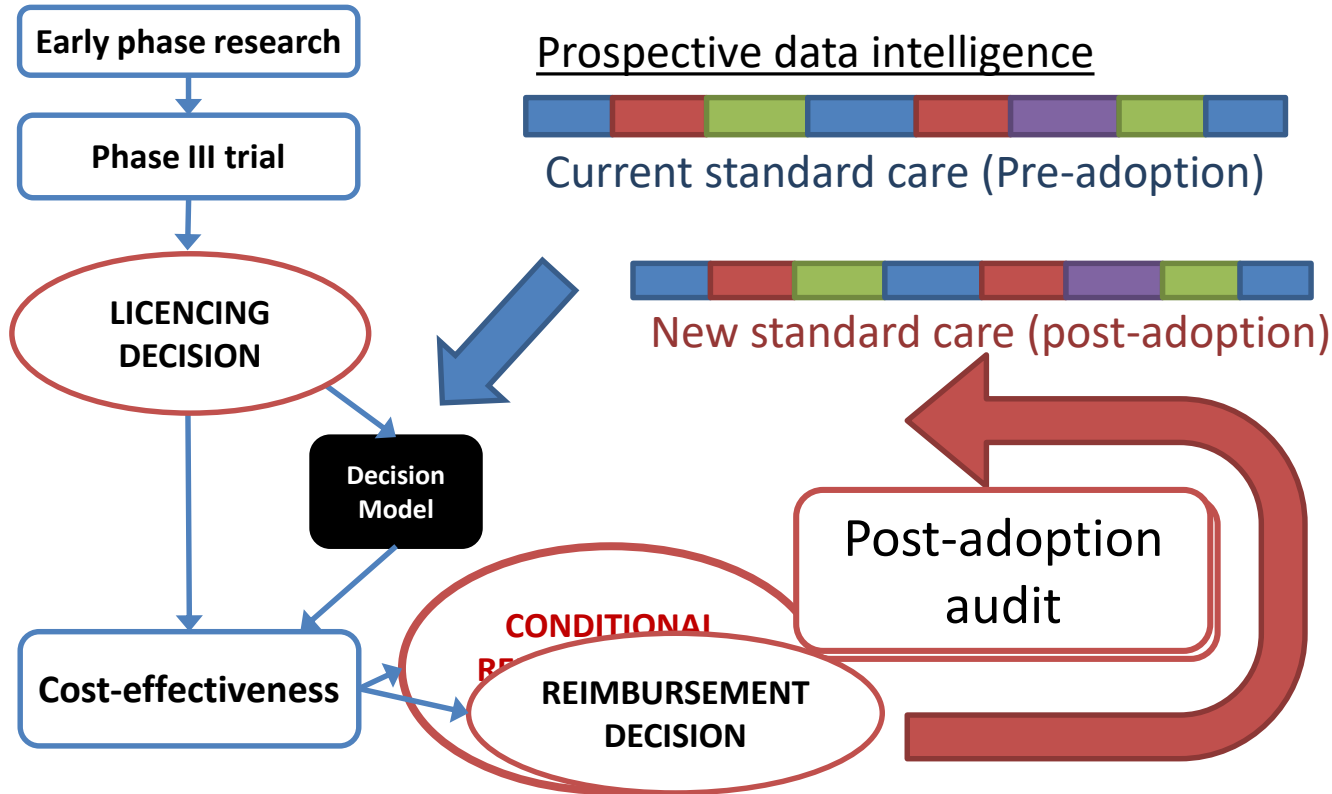 Early phase research
Prospective data intelligence
Phase III trial
Current standard care (Pre-adoption)
LICENCING
DECISION
New standard care (post-adoption)
Decision
Model
Post-adoption
audit
CONDITIONAL
Cost-effectiveness
REIMBURSEMENT
DECISION